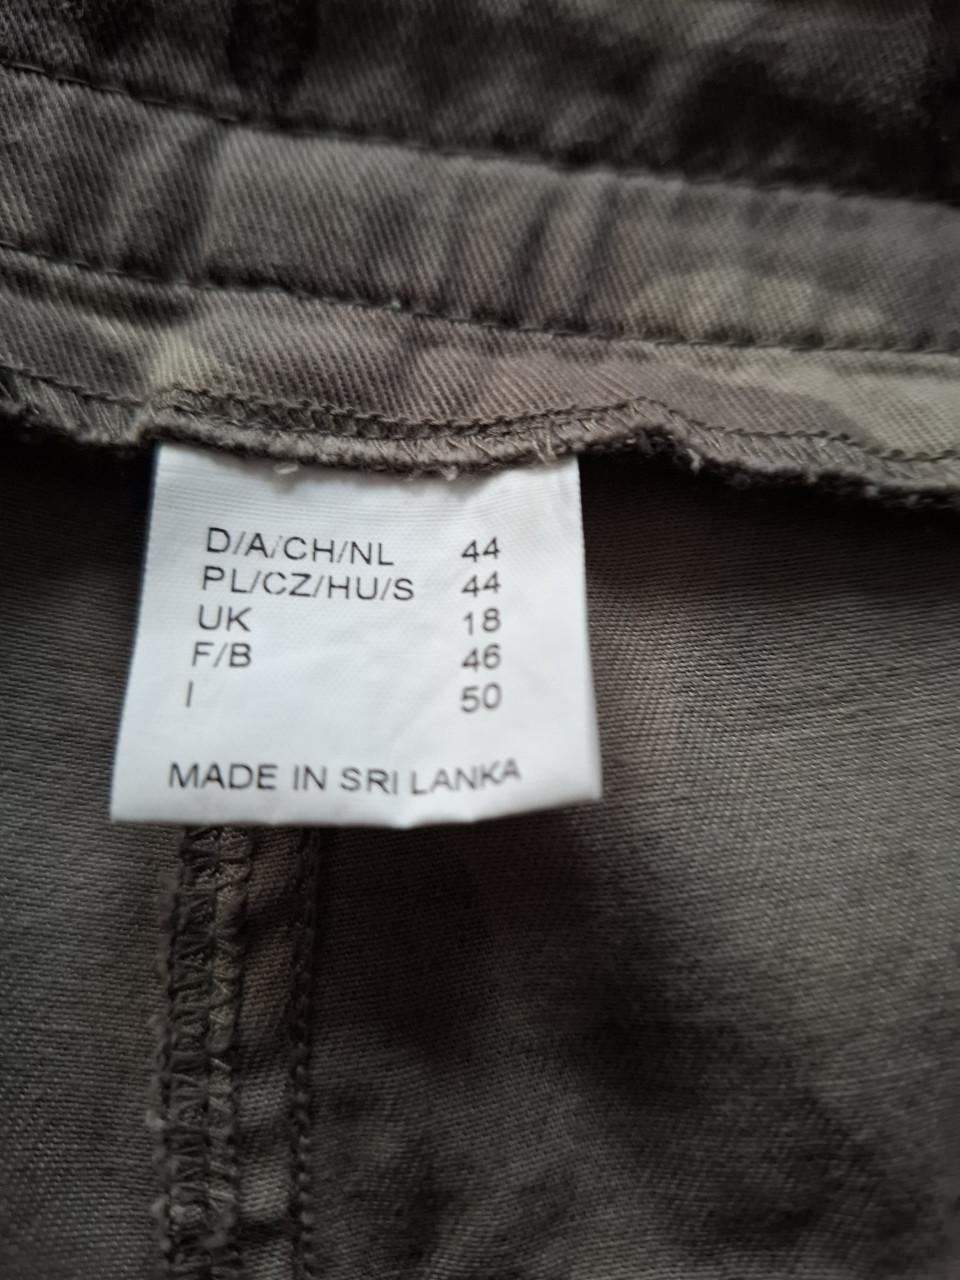 D/A/CH/NL 44
PL/CZ/HU/S 44
UK 18
F/B 46
I 50
MADE IN SRI LANKA